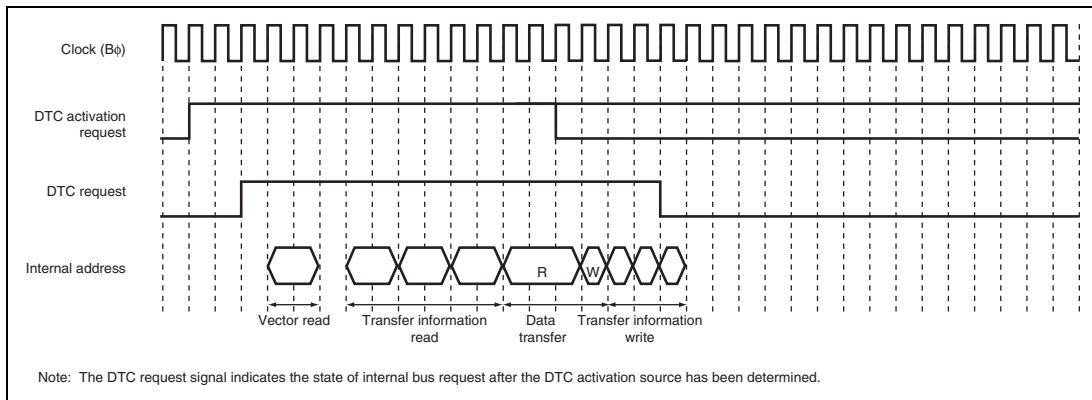 Clock (Bφ)
DTC activation
request
DTC request
Internal address
R
W
Vector read
Transfer information
read
Data
transfer
Transfer information
write
Note: The DTC request signal indicates the state of internal bus request after the DTC activation source has been determined.